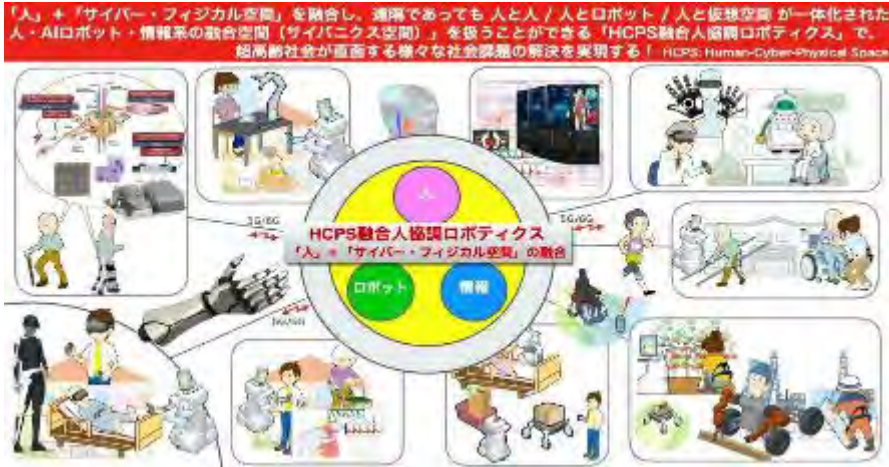 「人」+「サイバー・フィジカル空間」を融合し、遠隔であっても 人と人 / 人とロボット / 人と仮想空間 が一体化された
人・AIロボット・情報系の融合空間（サイバニクス空間）」を扱うことができる「HCPS融合人協調ロボティクス」で、
超高齢社会が直面する様々な社会課題の解決を実現する！ HCPS: Human-Cyber-Physical Space
人
5G/6G
5G/6G
HCPS融合人協調ロボティクス
「人」+「サイバー・フィジカル空間」の融合
ロボット
情報
5G/6G